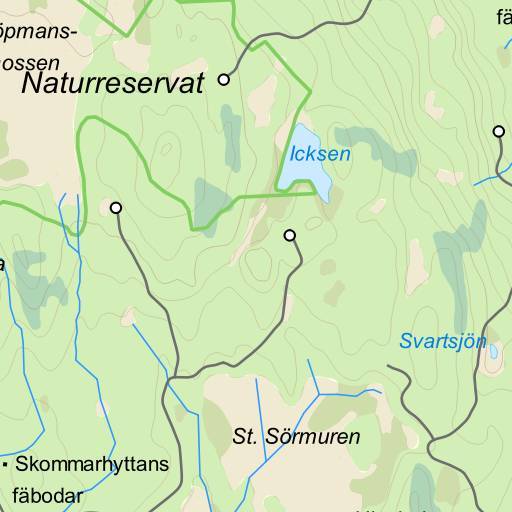 fä
öpmans-
ossen
Naturreservat
Icksen
a
Svartsjön
St. Sörmuren
Skommarhyttans
fäbodar